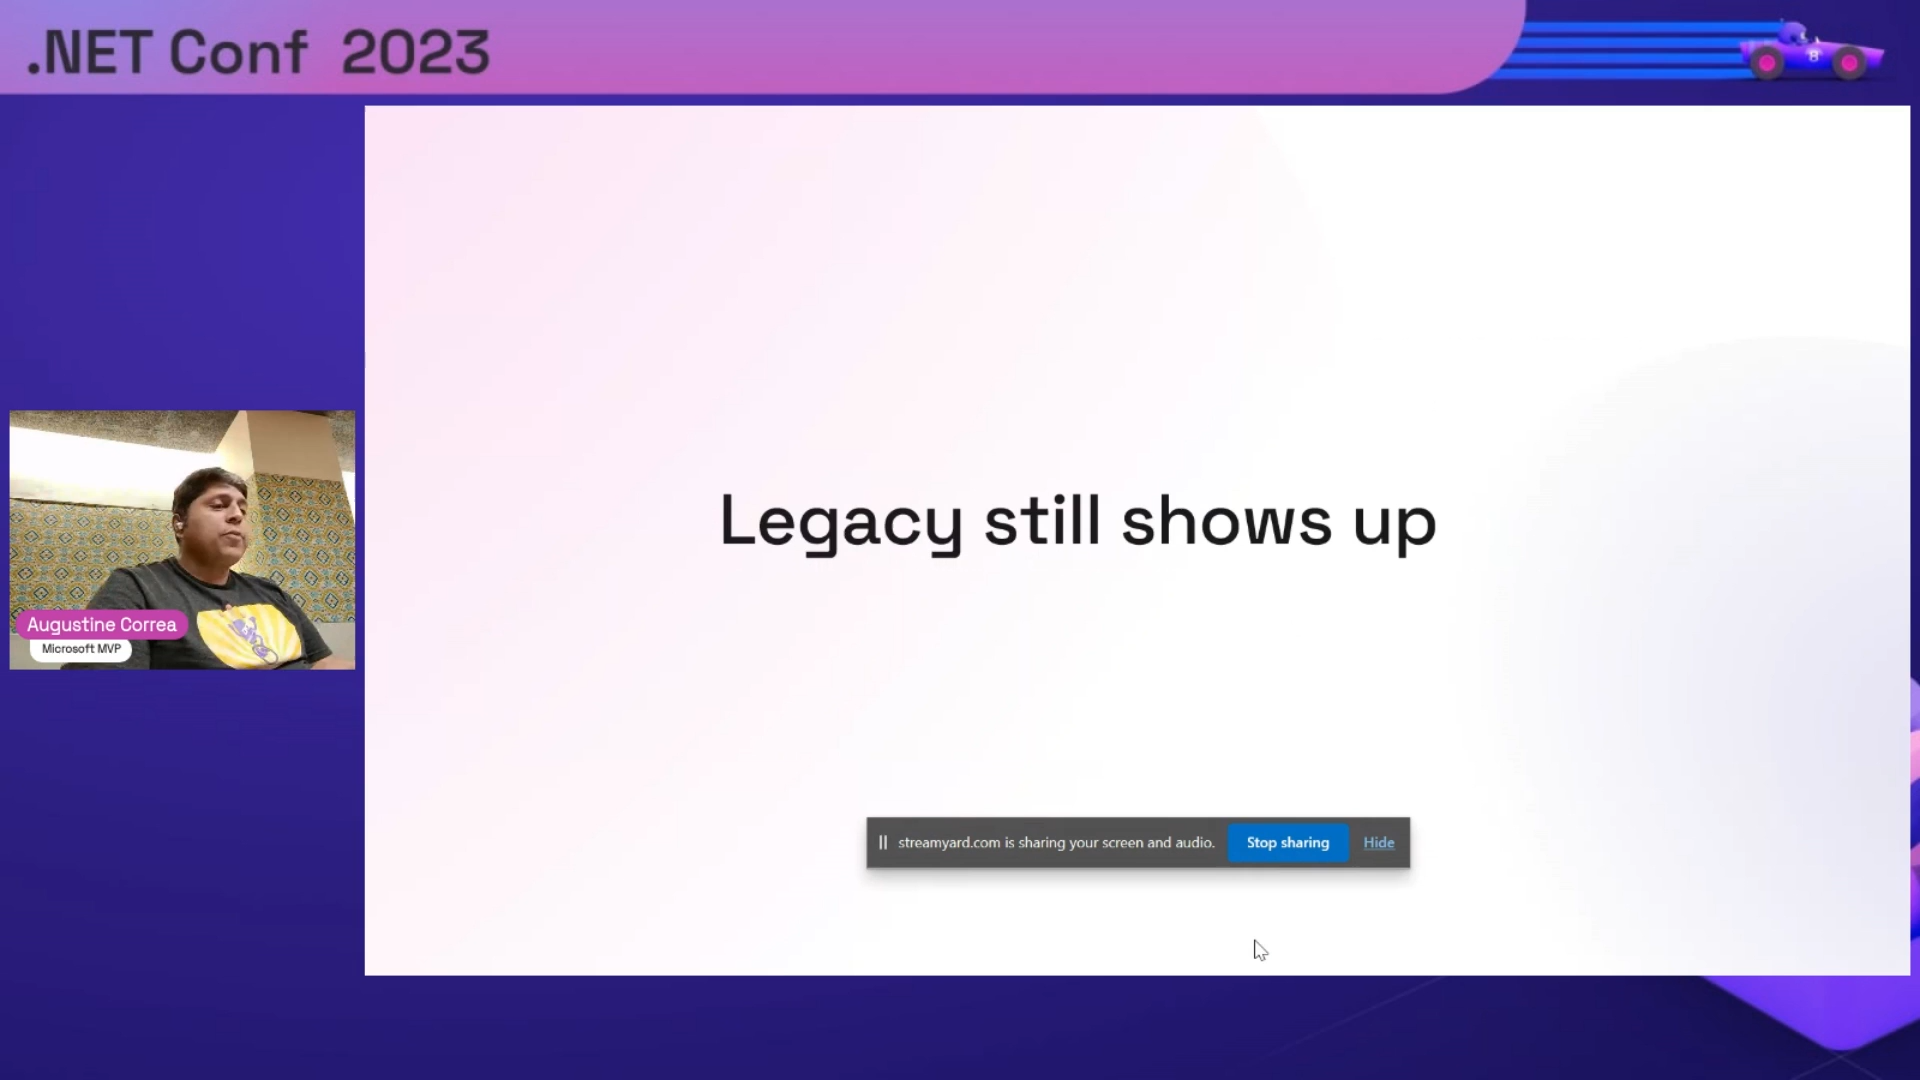 .NET Conf 2023
8
Legacy still shows up
Augustine Correa
Microsoft MVP
streamyard.com is sharing your screen and audio. Stop sharing Hide